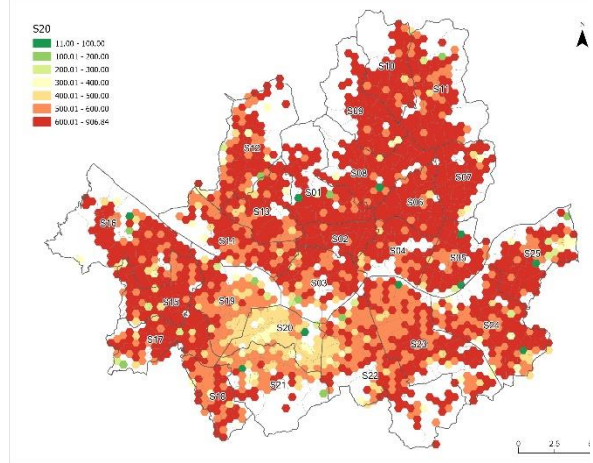 S20
11.00 - 100.00
100.01 - 200.00
200.01 - 300.00
300.01 - 400.00
400.01 - 500.00
500.01 - 600.00
600.01 - 906.84
N
S10
S11
S09
S12
S08
S07
S01
S13
S06
S16
S14
S02
S04
S05
S25
S03
S15
S19
S20
S24
S17
S23
S22
S21
S18
0 2.5